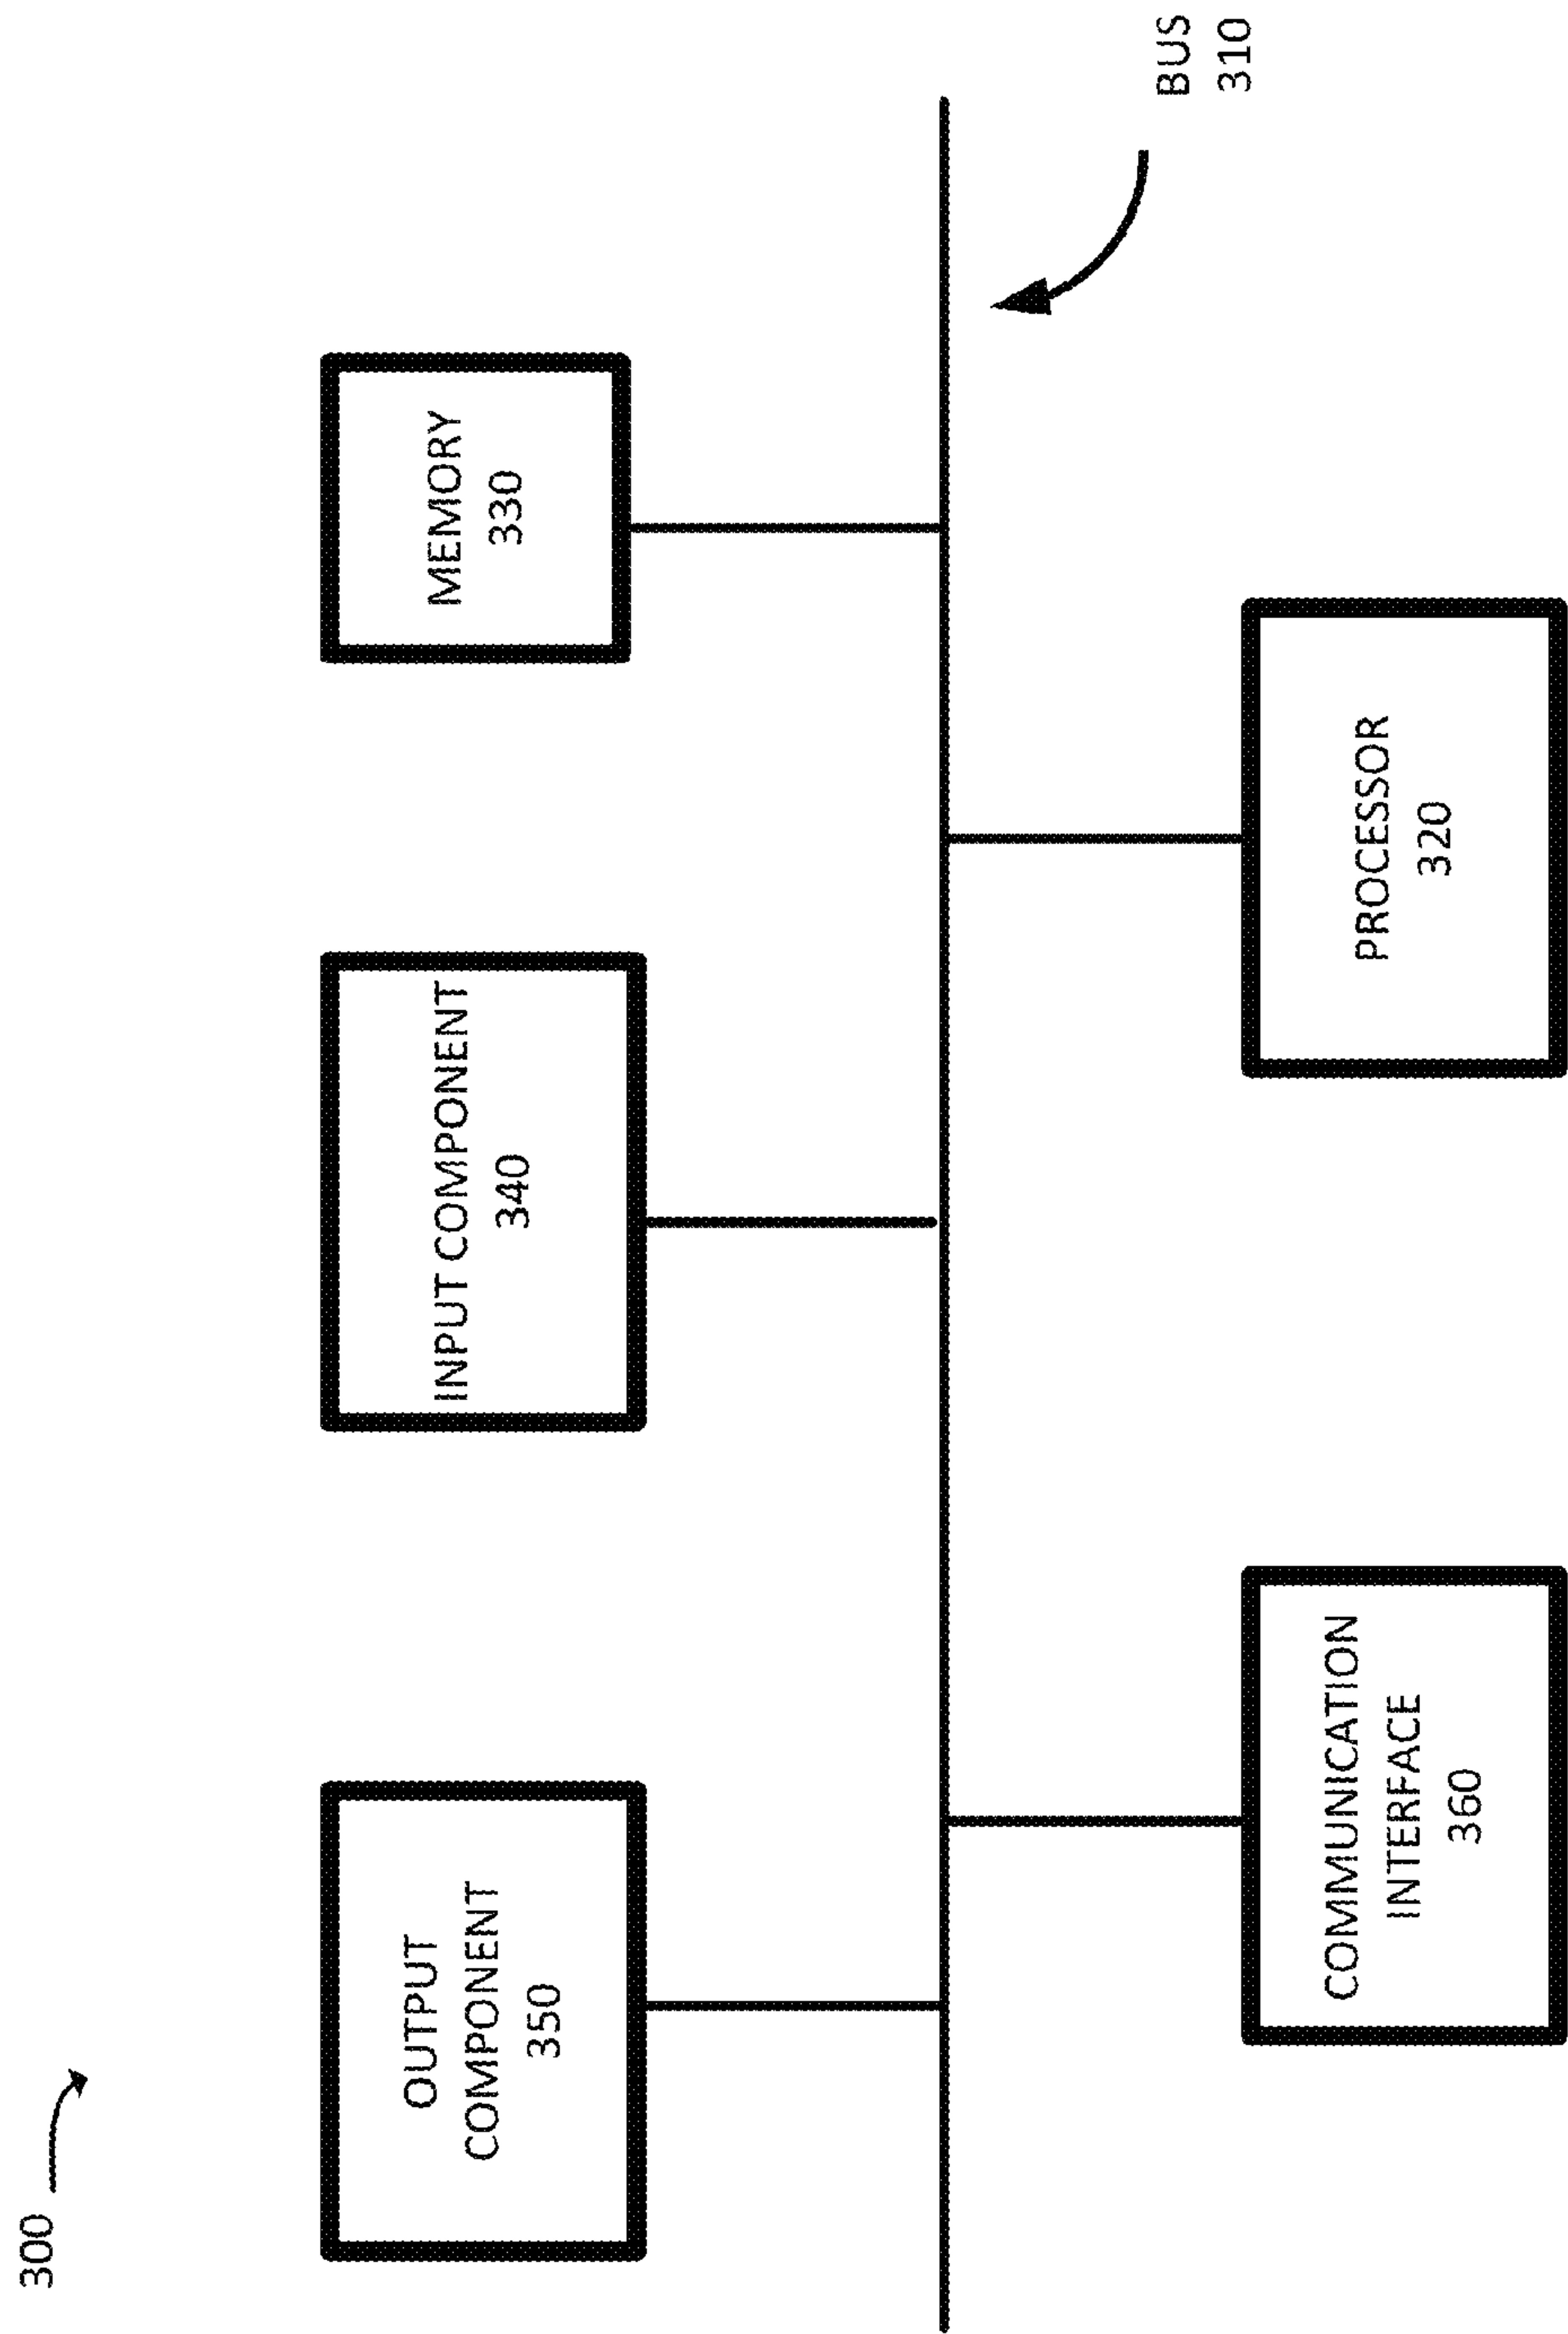 300
OUTPUT
COMPONENT
350
INPUT COMPONENT
340
MEMORY
330
COMMUNICATION
INTERFACE
360
PROCESSOR
320
BUS
310